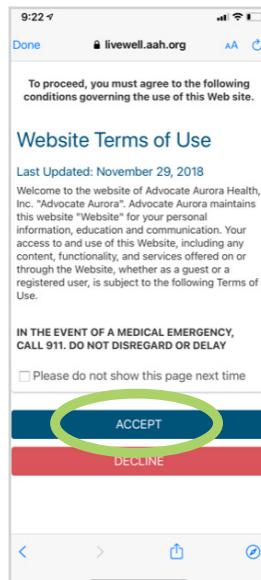 9:22
Done livewell.aah.org AA
To proceed, you must agree to the following
conditions governing the use of this Web site.
Website Terms of Use
Last Updated: November 29, 2018
Welcome to the website of Advocate Aurora Health,
Inc. "Advocate Aurora". Advocate Aurora maintains
this website "Website" for your personal
information, education and communication. Your
access to and use of this Website, including any
content, functionality, and services offered on or
through the Website, whether as a guest or a
registered user, is subject to the following Terms of
Use.
IN THE EVENT OF A MEDICAL EMERGENCY,
CALL 911. DO NOT DISREGARD OR DELAY
Please do not show this page next time
ACCEPT
DECLINE